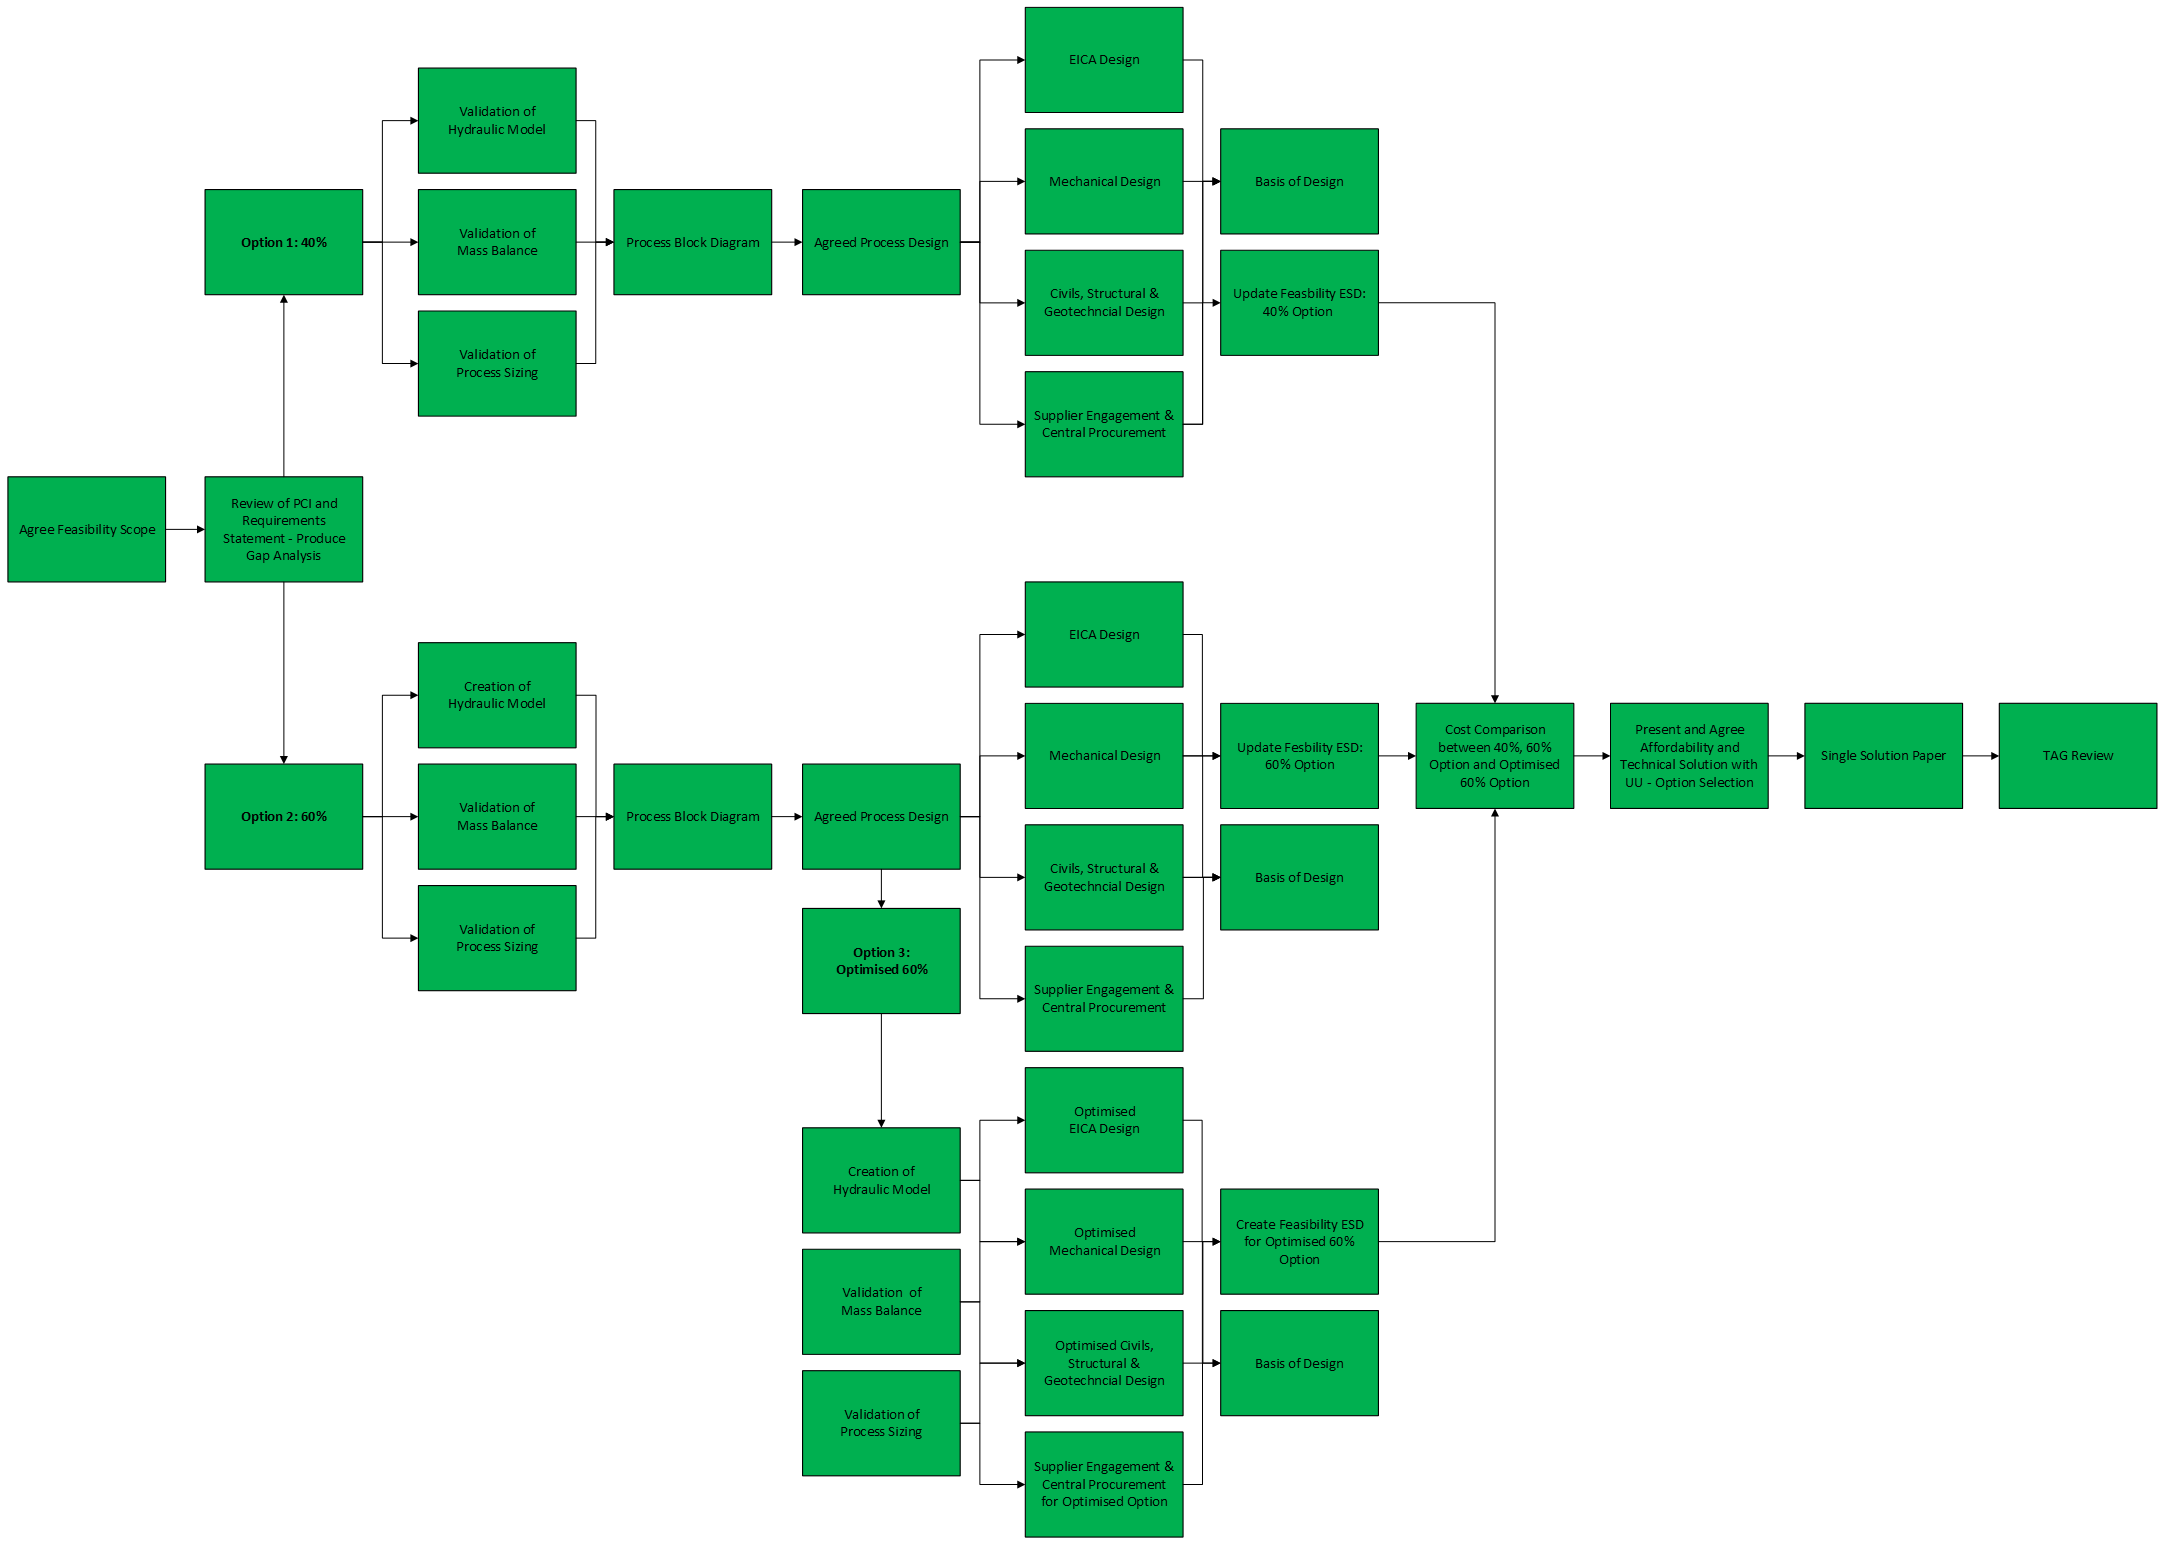 Agree Feasibility Scope
Review of PCI and
Requirements
Statement - Produce
Gap Analysis
Option 1: 40%
Validation of
Hydraulic Model
Validation of
Mass Balance
Validation of
Process Sizing
Process Block Diagram
Agreed Process Design
EICA Design
Mechanical Design
Civils, Structural &
Geotechncial Design
Supplier Engagement &
Central Procurement
Basis of Design
Update Feasbility ESD:
40% Option
Option 2: 60%
Creation of
Hydraulic Model
Validation of
Mass Balance
Validation of
Process Sizing
Process Block Diagram
Agreed Process Design
EICA Design
Mechanical Design
Civils, Structural &
Geotechncial Design
Supplier Engagement &
Central Procurement
Update Fesbility ESD:
60% Option
Basis of Design
Option 3:
Optimised 60%
Creation of
Hydraulic Model
Validation  of
Mass Balance
Validation of
Process Sizing
Optimised
EICA Design
Optimised
Mechanical Design
Optimised Civils,
Structural &
Geotechncial Design
Supplier Engagement &
Central Procurement
for Optimised Option
Create Feasibility ESD
for Optimised 60%
Option
Basis of Design
Cost Comparison
between 40%, 60%
Option and Optimised
60% Option
Present and Agree
Affordability and
Technical Solution with
UU - Option Selection
Single Solution Paper
TAG Review